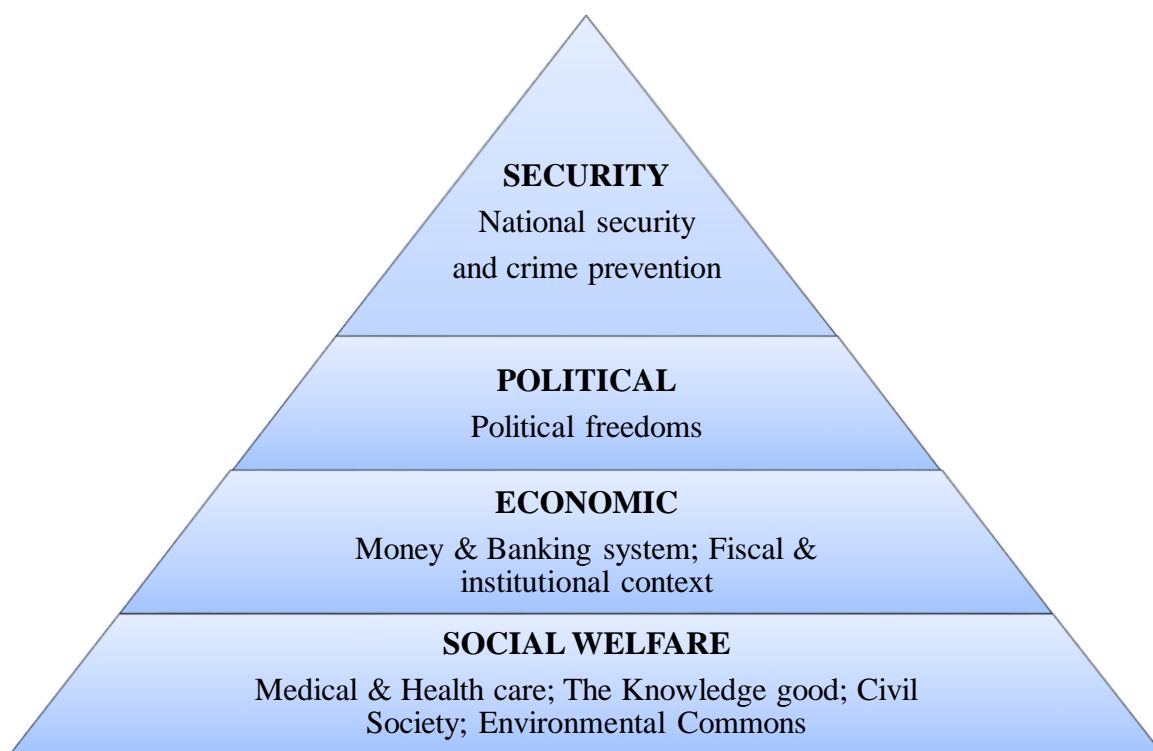 SECURITY
National security
and crime prevention
POLITICAL
Political freedoms
ECONOMIC
Money & Banking system; Fiscal &
institutional context
SOCIAL WELFARE
Medical & Health care; The Knowledge good; Civil
Society; Environmental Commons